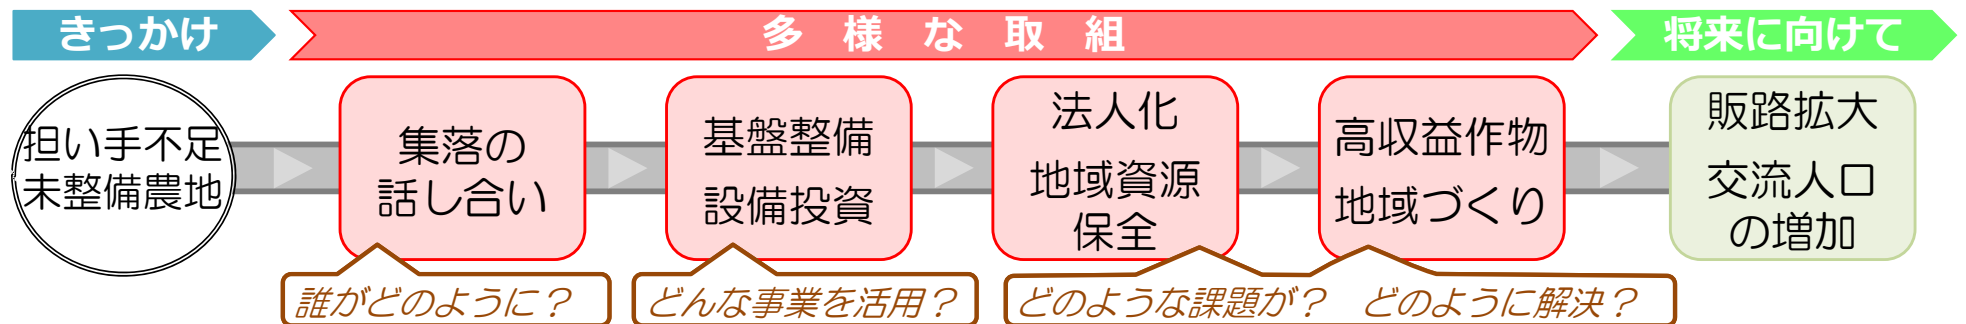 きっかけ
多様な取組
将来に向けて
担い手不足
未整備農地
集落の
話し合い
基盤整備
設備投資
法人化
地域資源
保全
高収益作物
地域づくり
販路拡大
交流人口
の増加
誰がどのように？
どんな事業を活用？
どのような課題が？　どのように解決？